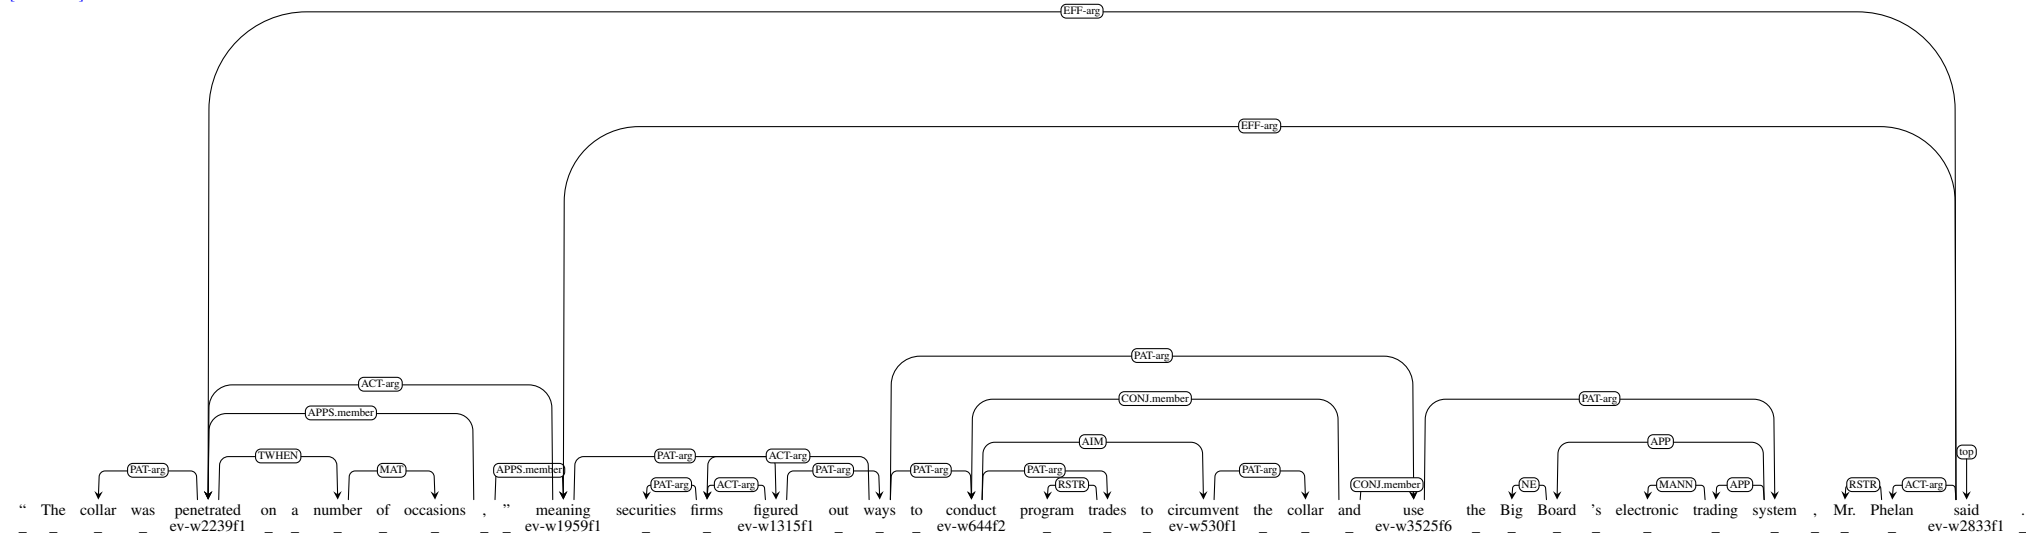 EFF-arg
EFF-arg
PAT-arg
ACT-arg
CONJ.member PAT-arg
APPS.member
AIM APP
top
TWHEN PAT-arg ACT-arg
PAT-arg MAT APPS.member PAT-arg PAT-arg PAT-arg PAT-arg
PAT-arg ACT-arg RSTR CONJ.member NE MANN APP RSTR ACT-arg
“ The collar was penetrated on a number of occasions , ” meaning securities firms figured out ways to conduct program trades to circumvent the collar and use the Big Board ’s electronic trading system , Mr. Phelan said .
_ _ _ _ ev-w2239f1 _ _ _ _ _ _ _ ev-w1959f1 _ _ ev-w1315f1 _ _ _ ev-w644f2 _ _ _ ev-w530f1 _ _ _ ev-w3525f6 _ _ _ _ _ _ _ _ _ _ ev-w2833f1 _